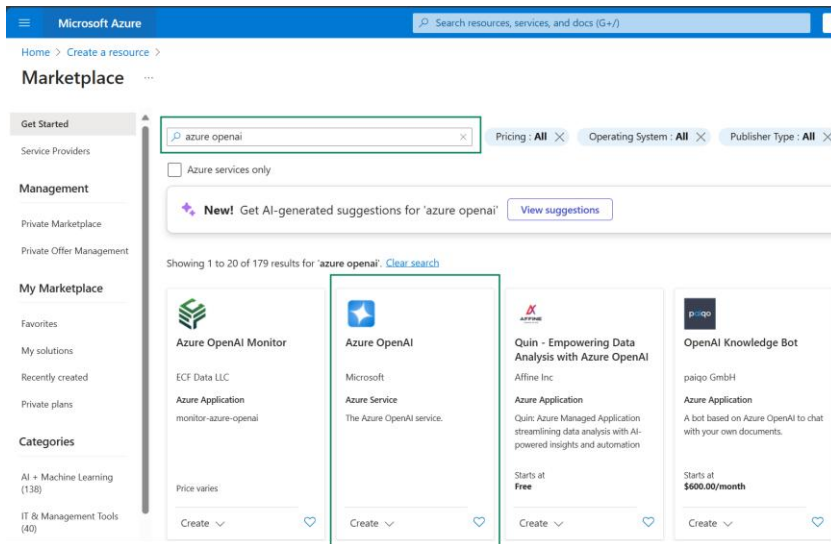 Microsoft Azure
Search resources, services, and docs (G+/)
Home > Create a resource >
Marketplace ...
Get Started
Service Providers
Management
Private Marketplace
Private Offer Management
My Marketplace
Favorites
My solutions
Recently created
Private plans
Categories
AI + Machine Learning
(138)
IT & Management Tools
(40)
azure openai
Pricing : All
Operating System : All
Publisher Type : All
Azure services only
New! Get AI-generated suggestions for 'azure openai'
View suggestions
Showing 1 to 20 of 179 results for 'azure openai'. Clear search
Azure OpenAI Monitor
ECF Data LLC
Azure Application
monitor-azure-openai
Price varies
Create
Azure OpenAI
Microsoft
Azure Service
The Azure OpenAI service.
Create
AFFINE
Quin - Empowering Data
Analysis with Azure OpenAI
Affine Inc
Azure Application
Quin: Azure Managed Application
streamlining data analysis with AI-
powered insights and automation
Starts at
Free
Create
paiqo
OpenAI Knowledge Bot
paiqo GmbH
Azure Application
A bot based on Azure OpenAI to chat
with your own documents.
Starts at
$600.00/month
Create